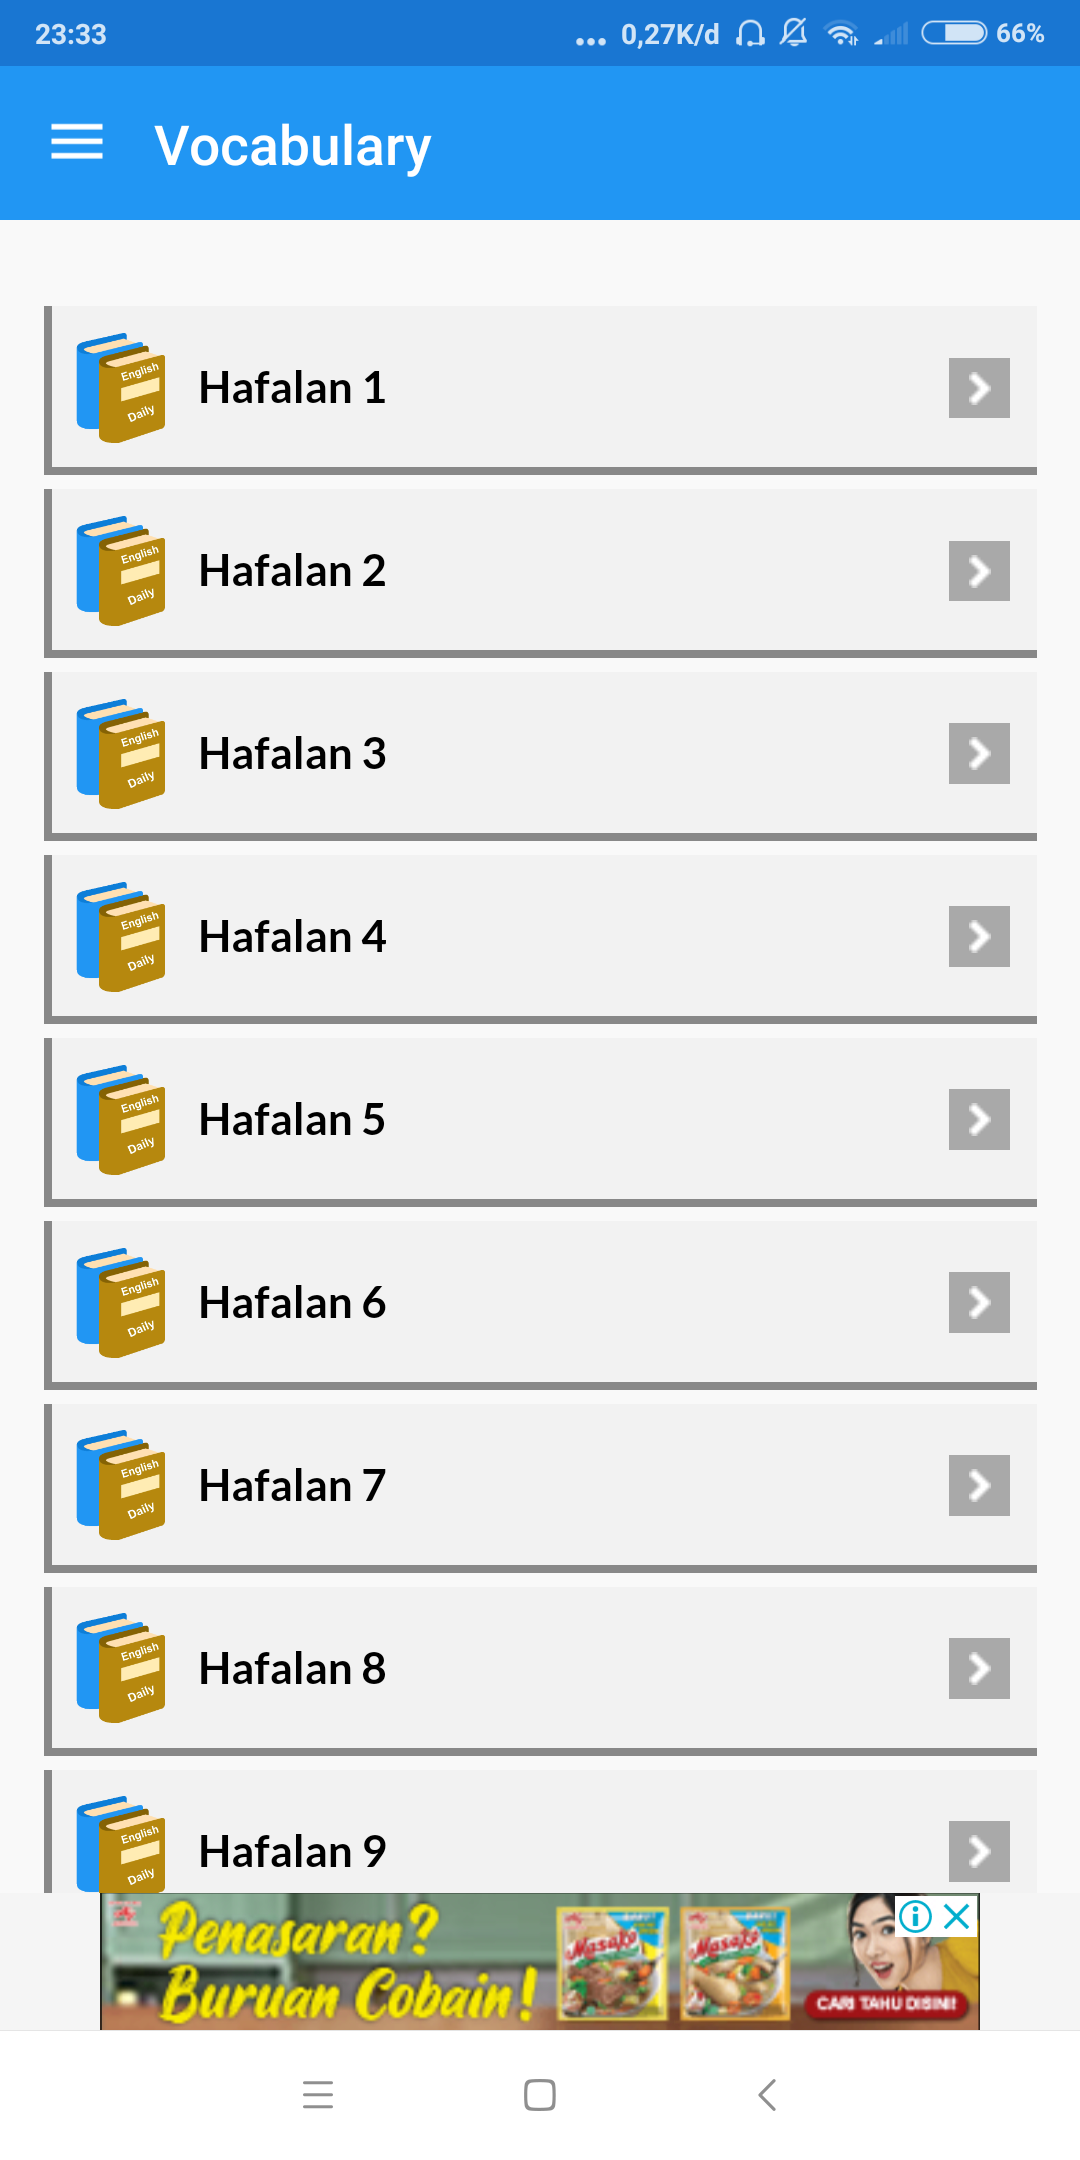 23:33 ... 0,27K/d 66%
Vocabulary
English
Daily
Hafalan 1
English
Daily
Hafalan 2
English
Daily
Hafalan 3
English
Daily
Hafalan 4
English
Daily
Hafalan 5
English
Daily
Hafalan 6
English
Daily
Hafalan 7
English
Daily
Hafalan 8
English
Daily
Hafalan 9
Penasaran?
Buruan Cobain!
Masako
Masako
CARI TAHU DISINI!